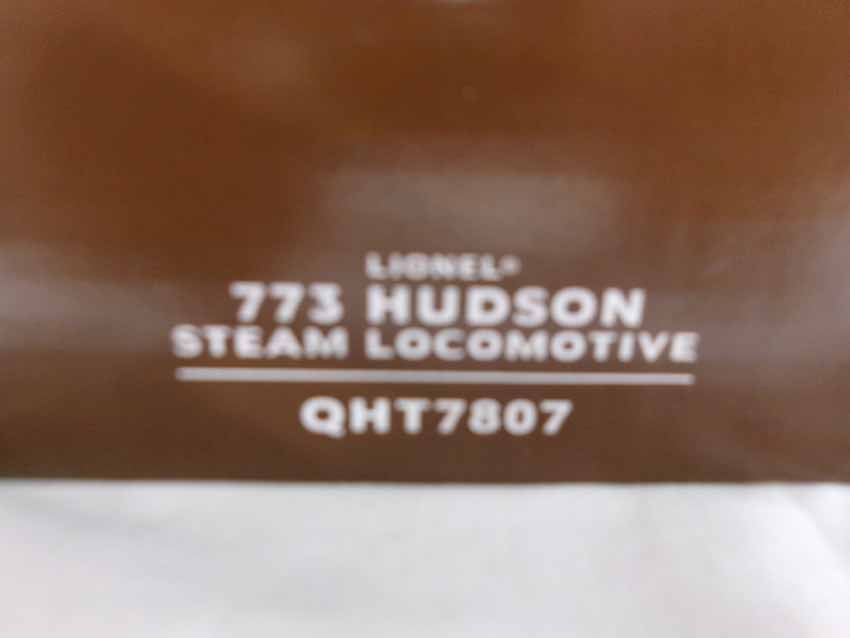 LIONEL®
773 HUDSON
STEAM LOCOMOTIVE
QHT7807